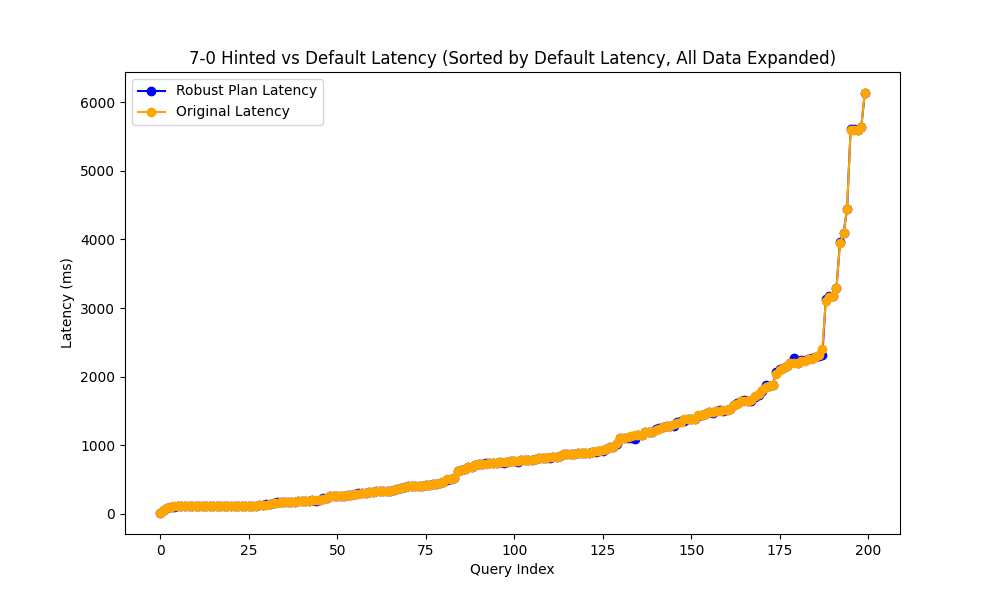 7-0 Hinted vs Default Latency (Sorted by Default Latency, All Data Expanded)
Robust Plan Latency
Original Latency
6000
5000
4000
3000
2000
1000
0
Latency (ms)
0 25 50 75 100 125 150 175 200
Query Index